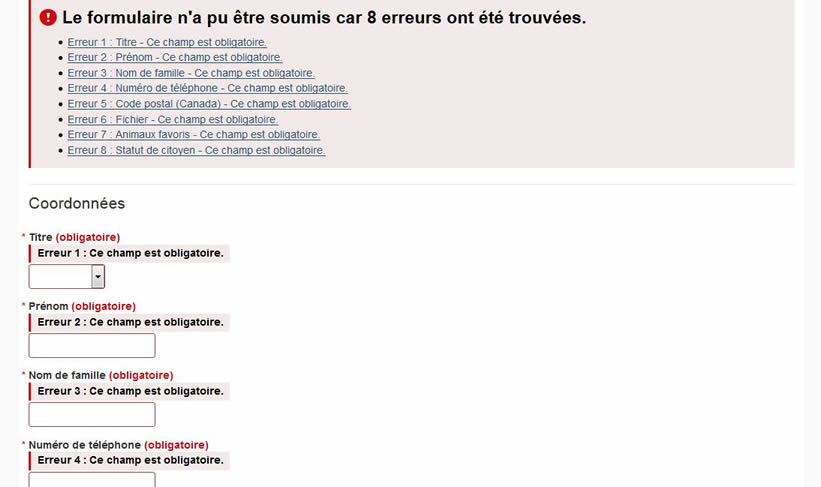 Le formulaire n'a pu être soumis car 8 erreurs ont été trouvées.
Erreur 1 : Titre - Ce champ est obligatoire.
Erreur 2 : Prénom - Ce champ est obligatoire.
Erreur 3 : Nom de famille - Ce champ est obligatoire.
Erreur 4 : Numéro de téléphone - Ce champ est obligatoire.
Erreur 5 : Code postal (Canada) - Ce champ est obligatoire.
Erreur 6 : Fichier - Ce champ est obligatoire.
Erreur 7 : Animaux favoris - Ce champ est obligatoire.
Erreur 8 : Statut de citoyen - Ce champ est obligatoire.
Coordonnées
* Titre (obligatoire)
Erreur 1 : Ce champ est obligatoire.
* Prénom (obligatoire)
Erreur 2 : Ce champ est obligatoire.
* Nom de famille (obligatoire)
Erreur 3 : Ce champ est obligatoire.
* Numéro de téléphone (obligatoire)
Erreur 4 : Ce champ est obligatoire.